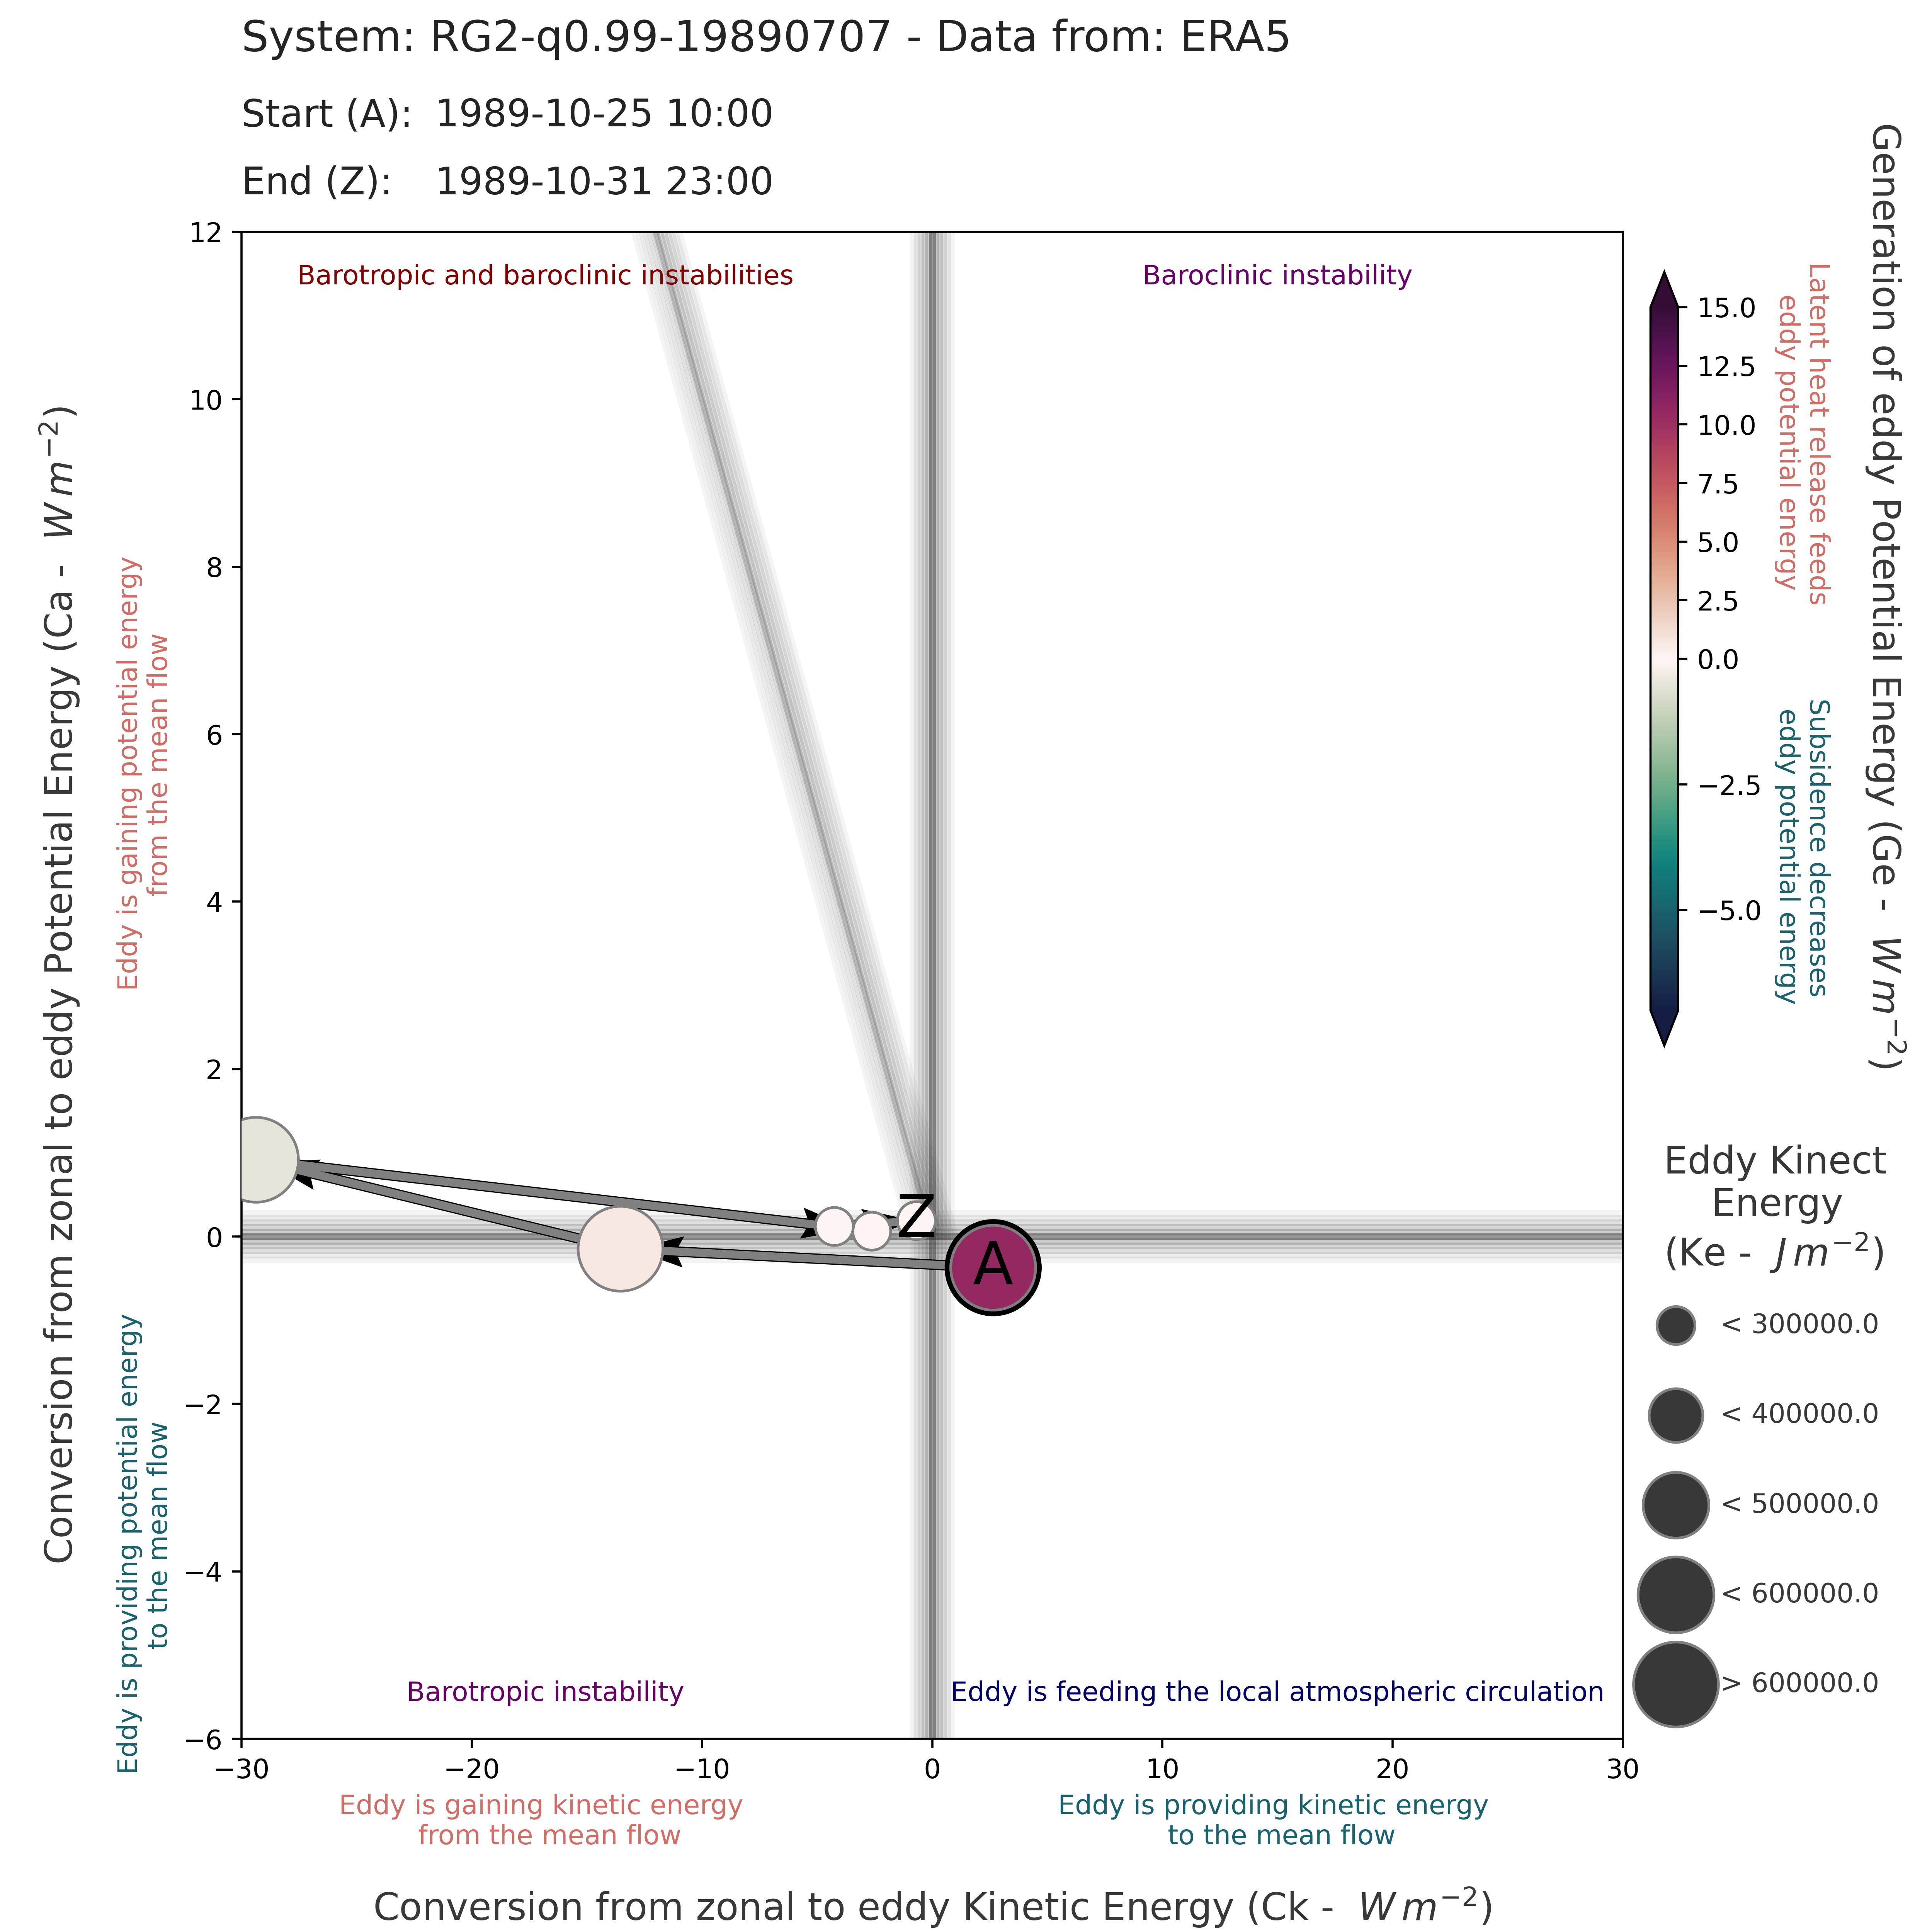 System: RG2-q0.99-19890707 - Data from: ERA5
Start (A): 1989-10-25 10:00
End (Z): 1989-10-31 23:00
Conversion from zonal to eddy Potential Energy (Ca - W m⁻²)
Eddy is gaining potential energy
from the mean flow
Eddy is providing potential energy
to the mean flow
12
10
8
6
4
2
0
−2
−4
−6
Barotropic and baroclinic instabilities
Baroclinic instability
Z
A
Barotropic instability
Eddy is feeding the local atmospheric circulation
−30
−20
−10
0
10
20
30
Eddy is gaining kinetic energy
from the mean flow
Eddy is providing kinetic energy
to the mean flow
Conversion from zonal to eddy Kinetic Energy (Ck - W m⁻²)
15.0
12.5
10.0
7.5
5.0
2.5
0.0
−2.5
−5.0
Latent heat release feeds
eddy potential energy
Subsidence decreases
eddy potential energy
Generation of eddy Potential Energy (Ge - W m⁻²)
Eddy Kinect
Energy
(Ke - J m⁻²)
< 300000.0
< 400000.0
< 500000.0
< 600000.0
> 600000.0